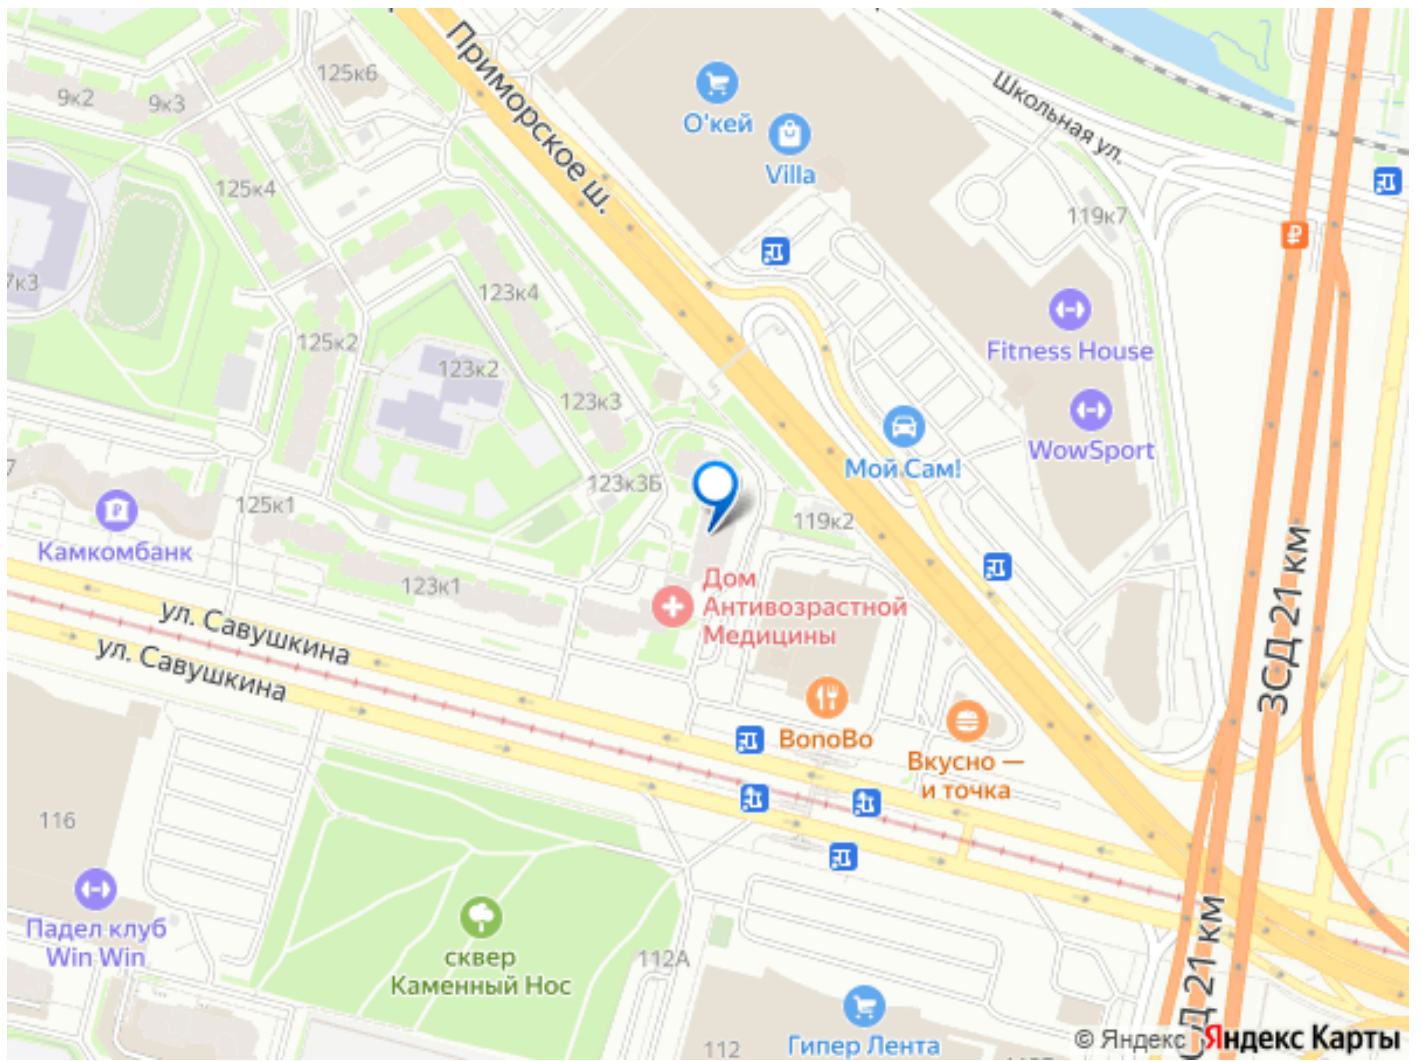 125к6
9к2
9к3
Приморское ш.
О'кей
Villa
Школьная ул.
125к4
119к7
7к3
123к4
125к2
123к2
123к3
Fitness House
WowSport
Мой Сам!
7
123к3Б
125к1
119к2
Камкомбанк
123к1
Дом
Антивозрастной
Медицины
ул. Савушкина
ул. Савушкина
ЗСД 21 км
BonoBo
Вкусно —
и точка
116
Падел клуб
Win Win
сквер
Каменный Нос
112А
СД 21 км
112
Гипер Лента
© Яндекс Яндекс Карты